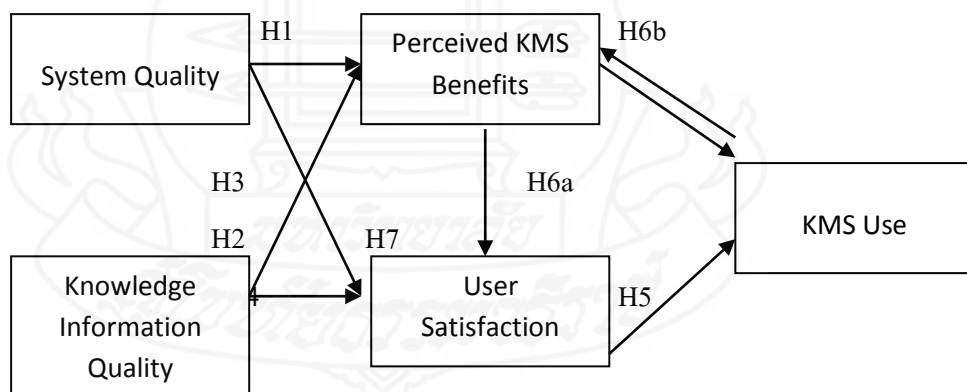 H1
Perceived KMS
Benefits
H6b
System Quality
H3
H6a
KMS Use
H2
H7
Knowledge
Information
Quality
4
User
Satisfaction
H5